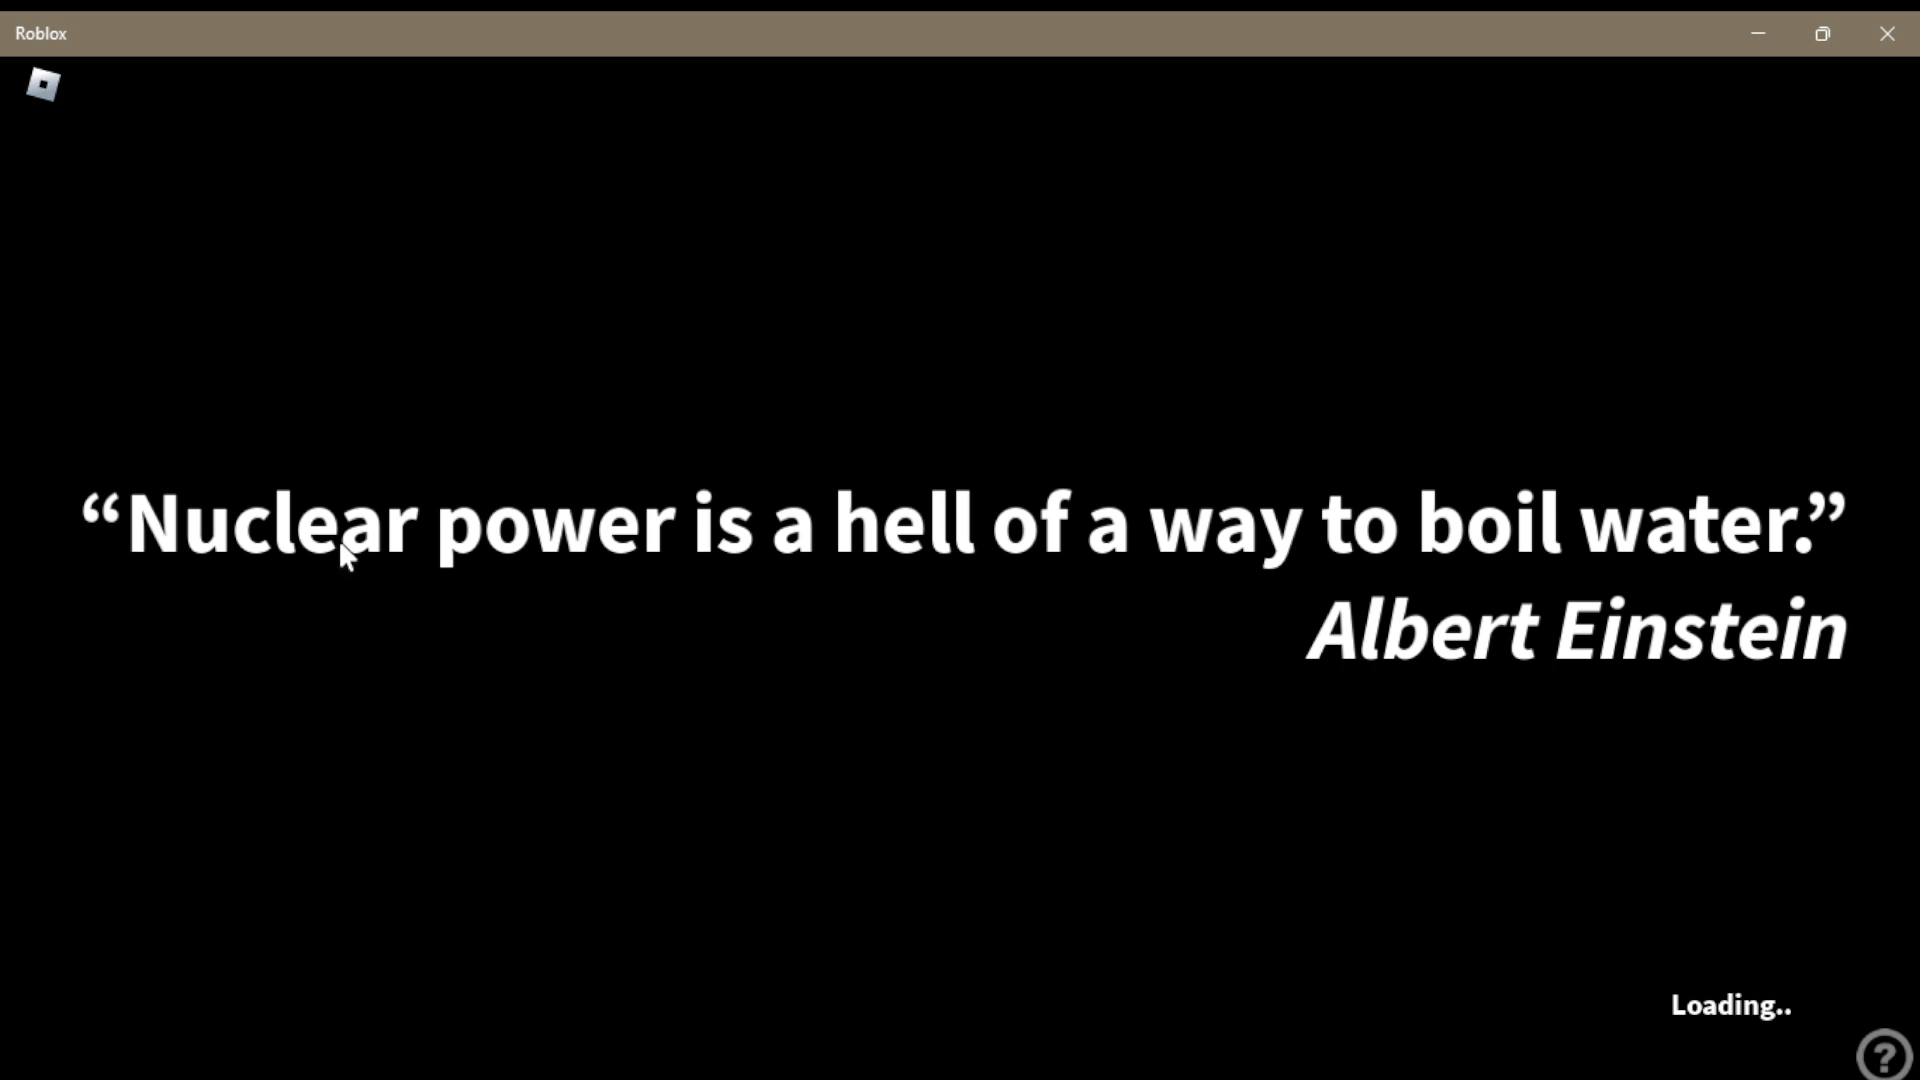 Roblox
“Nuclear power is a hell of a way to boil water.”
Albert Einstein
Loading..
?